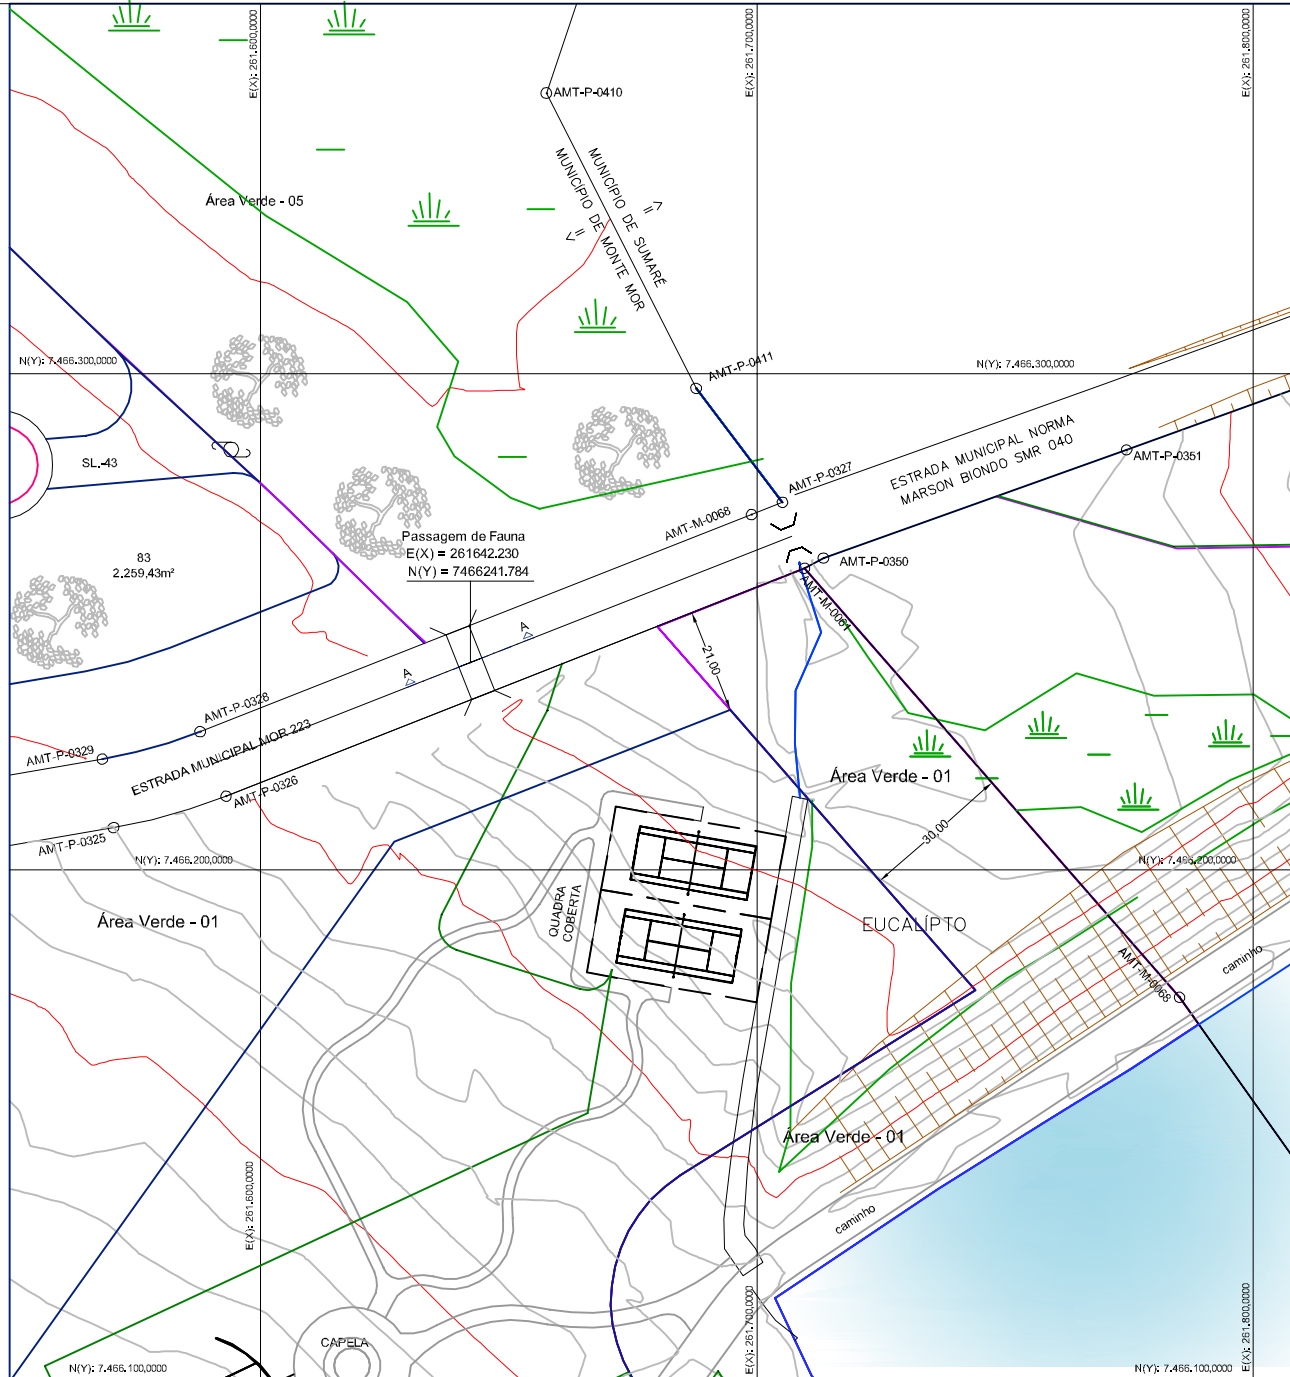 E(X): 261.600,0000
E(X): 261.700,0000
E(X): 261.800,0000
AMT-P-0410
MUNICÍPIO DE SUMARÉ
MUNICÍPIO DE MONTE MOR
Área Verde - 05
N(Y): 7.466.300,0000
AMT-P-0411
N(Y): 7.466.300,0000
SL.-43
ESTRADA MUNICIPAL NORMA
MARSON BIONDO SMR 040
AMT-P-0351
AMT-P-0327
AMT-M-0068
Passagem de Fauna
E(X) = 261642.230
N(Y) = 7466241.784
83
2.259,43m²
AMT-P-0350
AMT-M-0061
A
A
21,00
AMT-P-0328
AMT-P-0329
ESTRADA MUNICIPAL MOR 223
AMT-P-0326
AMT-P-0325
Área Verde - 01
30,00
N(Y): 7.466.200,0000
N(Y): 7.466.200,0000
QUADRA
COBERTA
Área Verde - 01
EUCALÍPTO
AMT-M-0068
caminho
Área Verde - 01
caminho
E(X): 261.600,0000
E(X): 261.700,0000
E(X): 261.800,0000
CAPELA
N(Y): 7.466.100,0000
N(Y): 7.466.100,0000